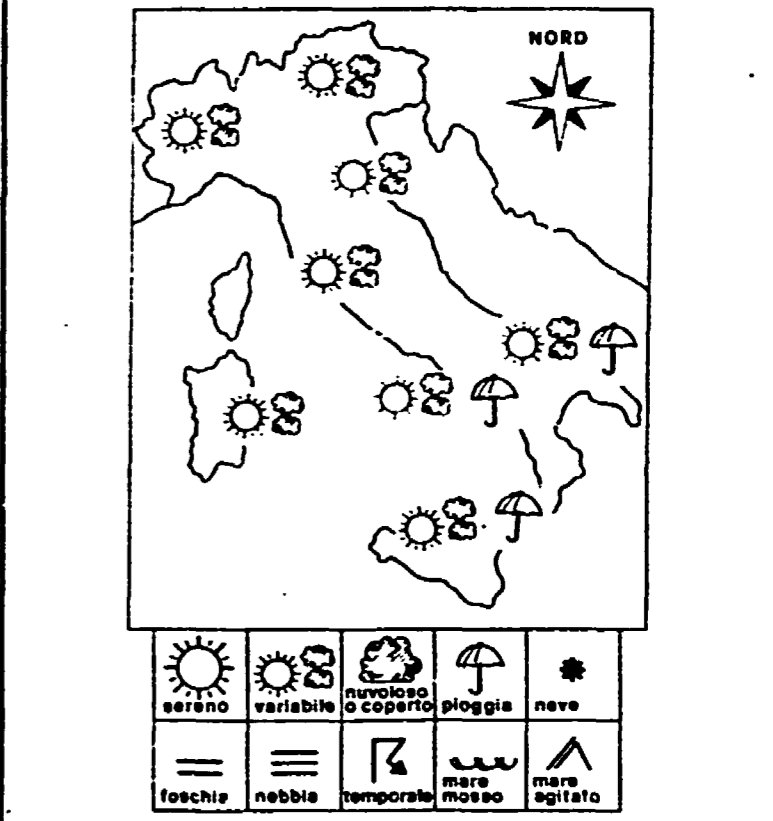 NORD
sereno
variabile
nuvoloso
o coperto
pioggia
neve
foschia
nebbia
temporale
mare
mosso
mare
agitato